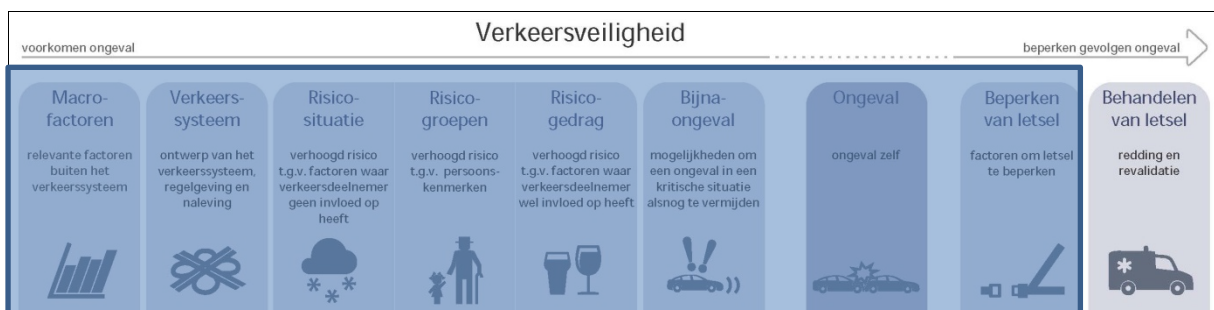 Verkeersveiligheid
voorkomen ongeval
beperken gevolgen ongeval
Macro-
factoren
relevante factoren
buiten het
verkeerssysteem
Verkeers-
systeem
ontwerp van het
verkeerssysteem,
regelgeving en
naleving
Risico-
situatie
verhoogd risico
t.g.v. factoren waar
verkeersdeelnemer
geen invloed op
heeft
Risico-
groepen
verhoogd risico
t.g.v. persoons-
kenmerken
Risico-
gedrag
verhoogd risico
t.g.v. factoren waar
verkeersdeelnemer
wel invloed op heeft
Bijna-
ongeval
mogelijkheden om
een ongeval in een
kritische situatie
alsnog te vermijden
Ongeval
ongeval zelf
Beperken
van letsel
factoren om letsel
te beperken
Behandelen
van letsel
redding en
revalidatie